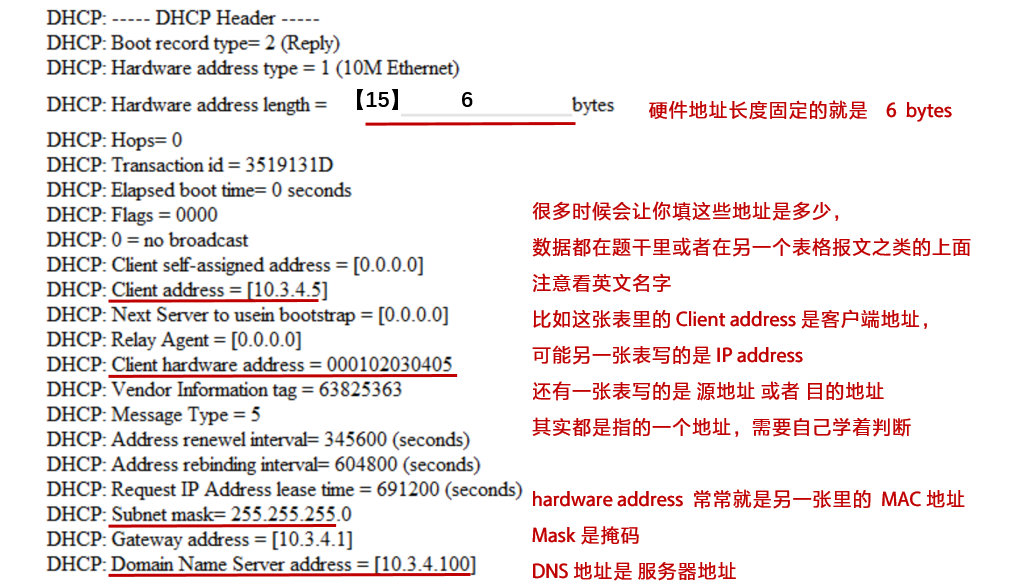 DHCP: ----- DHCP Header -----
DHCP: Boot record type= 2 (Reply)
DHCP: Hardware address type = 1 (10M Ethernet)
DHCP: Hardware address length = 【15】 6 bytes 硬件地址长度固定的就是 6 bytes
DHCP: Hops= 0
DHCP: Transaction id = 3519131D
DHCP: Elapsed boot time= 0 seconds
DHCP: Flags = 0000
DHCP: 0 = no broadcast
DHCP: Client self-assigned address = [0.0.0.0]
DHCP: Client address = [10.3.4.5]
DHCP: Next Server to usein bootstrap = [0.0.0.0]
DHCP: Relay Agent = [0.0.0.0]
DHCP: Client hardware address = 000102030405
DHCP: Vendor Information tag = 63825363
DHCP: Message Type = 5
DHCP: Address renewel interval= 345600 (seconds)
DHCP: Address rebinding interval= 604800 (seconds)
DHCP: Request IP Address lease time = 691200 (seconds)
DHCP: Subnet mask= 255.255.255.0
DHCP: Gateway address = [10.3.4.1]
DHCP: Domain Name Server address = [10.3.4.100]
很多时候会让你填这些地址是多少，
数据都在题干里或者在另一个表格报文之类的上面
注意看英文名字
比如这张表里的 Client address 是客户端地址，
可能另一张表写的是 IP address
还有一张表写的是 源地址 或者 目的地址
其实都是指的一个地址，需要自己学着判断
hardware address 常常就是另一张里的 MAC 地址
Mask 是掩码
DNS 地址是 服务器地址